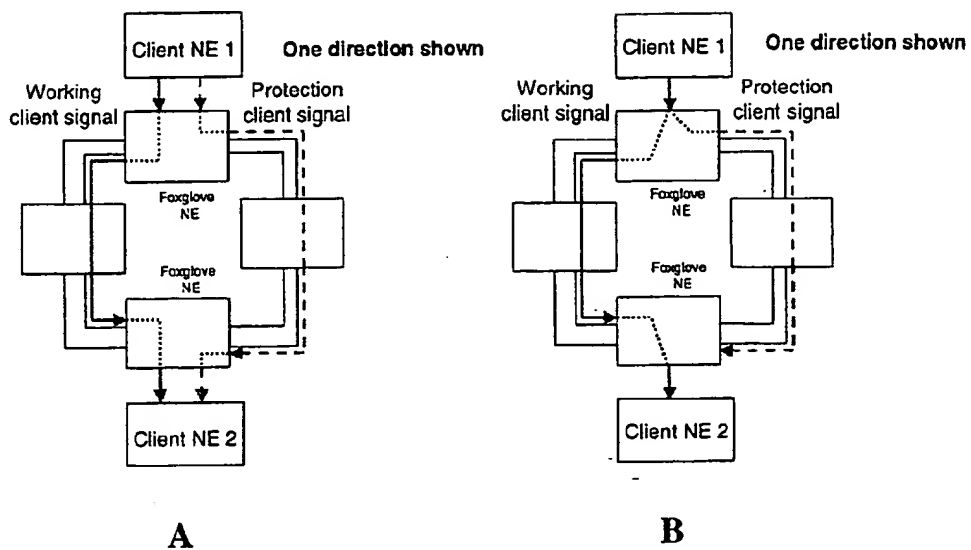 Client NE 1
One direction shown
Working
client signal
Protection
client signal
Foxglove
NE
Foxglove
NE
Client NE 2
A
Client NE 1
One direction shown
Working
client signal
Protection
client signal
Foxglove
NE
Foxglove
NE
Client NE 2
B